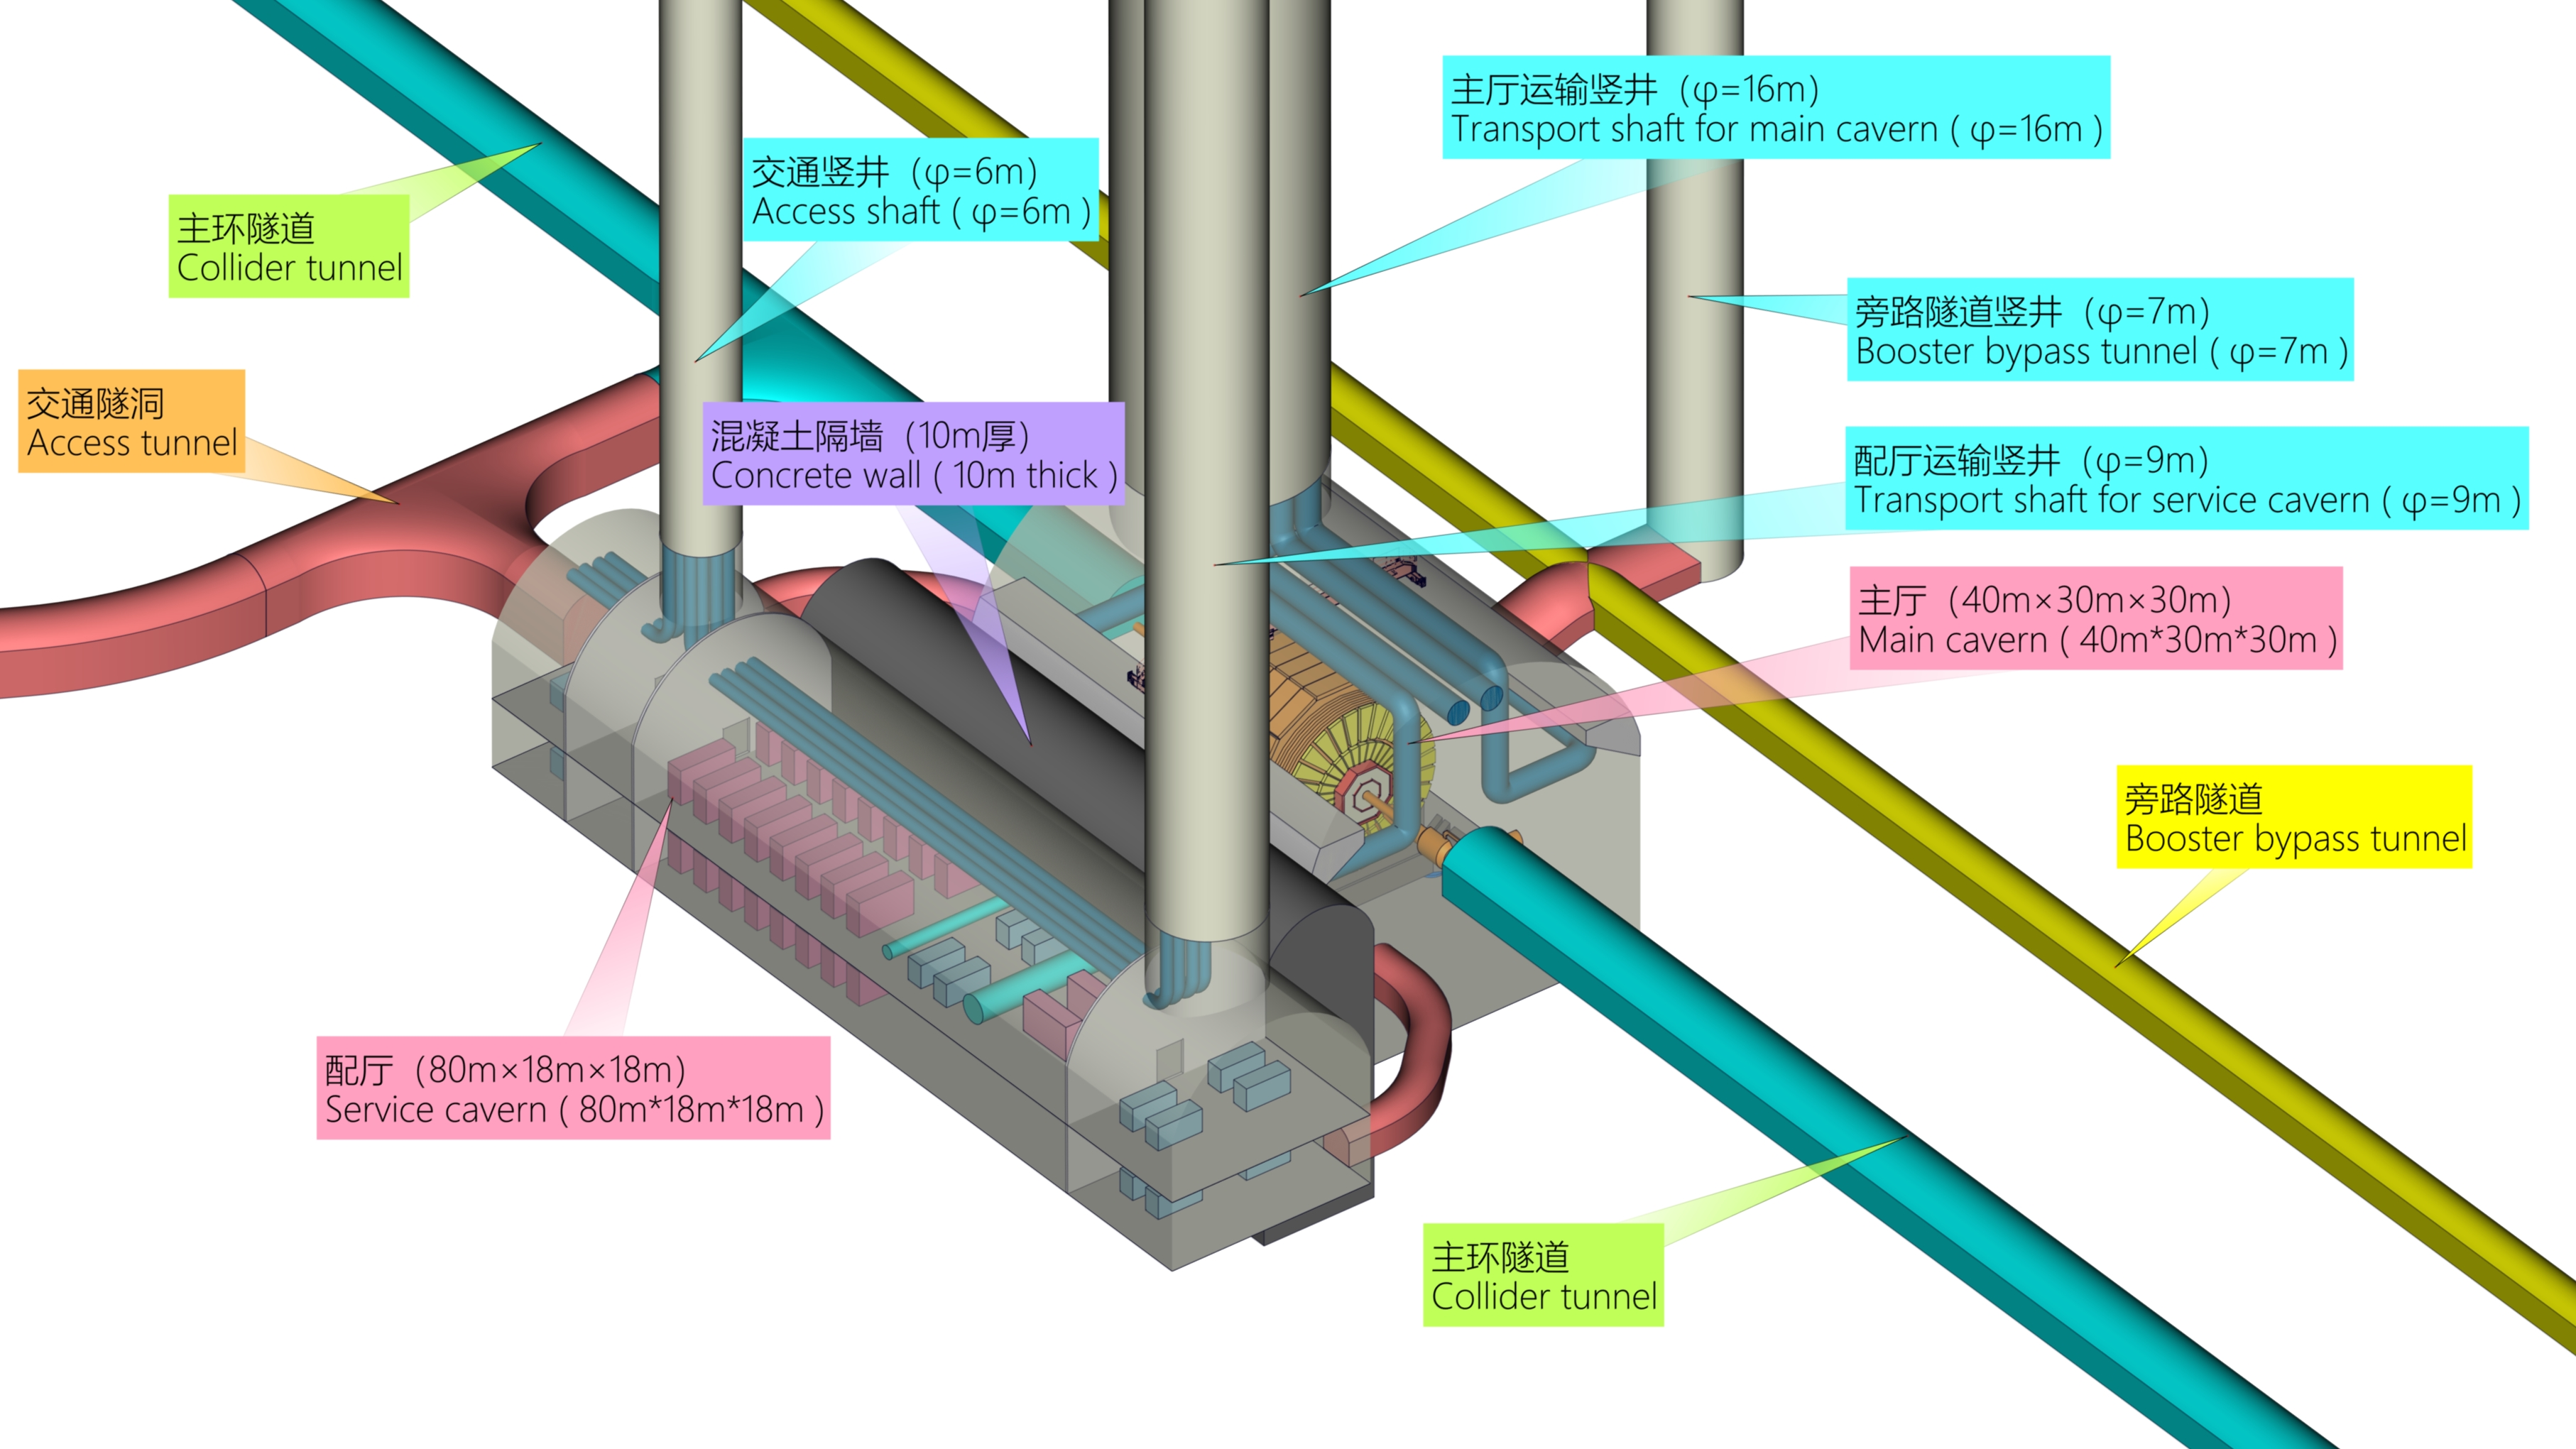 主厅运输竖井（φ=16m）
Transport shaft for main cavern ( φ=16m )
交通竖井（φ=6m）
Access shaft ( φ=6m )
主环隧道
Collider tunnel
旁路隧道竖井（φ=7m）
Booster bypass tunnel ( φ=7m )
交通隧洞
Access tunnel
混凝土隔墙（10m厚）
Concrete wall ( 10m thick )
配厅运输竖井（φ=9m）
Transport shaft for service cavern ( φ=9m )
主厅（40m×30m×30m）
Main cavern ( 40m*30m*30m )
旁路隧道
Booster bypass tunnel
配厅（80m×18m×18m）
Service cavern ( 80m*18m*18m )
主环隧道
Collider tunnel